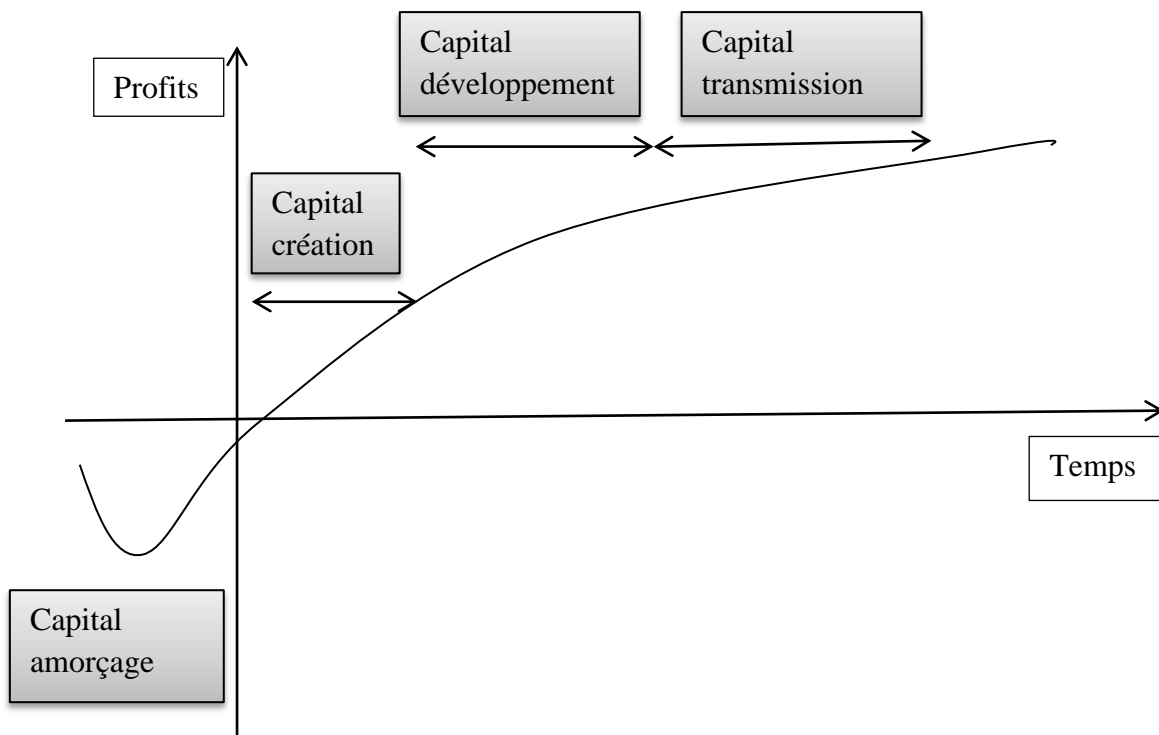 Capital
développement
Capital
transmission
Profits
Capital
création
Temps
Capital
amorçage